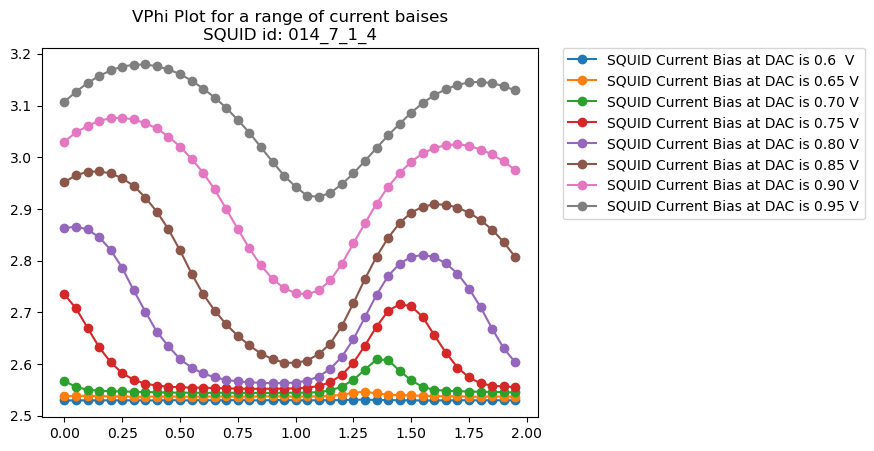 VPhi Plot for a range of current baises
SQUID id: 014_7_1_4
3.2
3.1
3.0
2.9
2.8
2.7
2.6
2.5
0.00 0.25 0.50 0.75 1.00 1.25 1.50 1.75 2.00
SQUID Current Bias at DAC is 0.6  V
SQUID Current Bias at DAC is 0.65 V
SQUID Current Bias at DAC is 0.70 V
SQUID Current Bias at DAC is 0.75 V
SQUID Current Bias at DAC is 0.80 V
SQUID Current Bias at DAC is 0.85 V
SQUID Current Bias at DAC is 0.90 V
SQUID Current Bias at DAC is 0.95 V